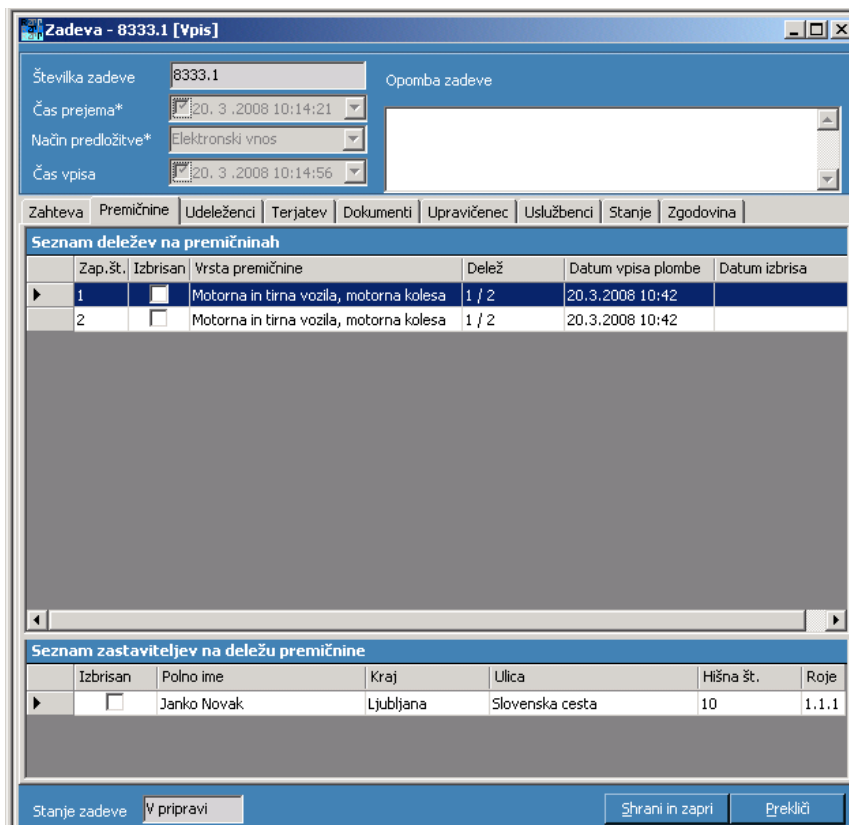 Zadeva - 8333.1 [Vpis]
Številka zadeve 8333.1
Opomba zadeve
Čas prejema* 20. 3 .2008 10:14:21
Način predložitve* Elektronski vnos
Čas vpisa 20. 3 .2008 10:14:56
Zahteva Premičnine Udeleženci Terjatev Dokumenti Upravičenec Uslužbenci Stanje Zgodovina
Seznam deležev na premičninah
Zap.št. Izbrisan Vrsta premičnine Delež Datum vpisa plombe Datum izbrisa
1 Motorna in tirna vozila, motorna kolesa 1 / 2 20.3.2008 10:42
2 Motorna in tirna vozila, motorna kolesa 1 / 2 20.3.2008 10:42
Seznam zastaviteljev na deležu premičnine
Izbrisan Polno ime Kraj Ulica Hišna št. Roje
Janko Novak Ljubljana Slovenska cesta 10 1.1.1
Stanje zadeve V pripravi Shrani in zapri Prekliči